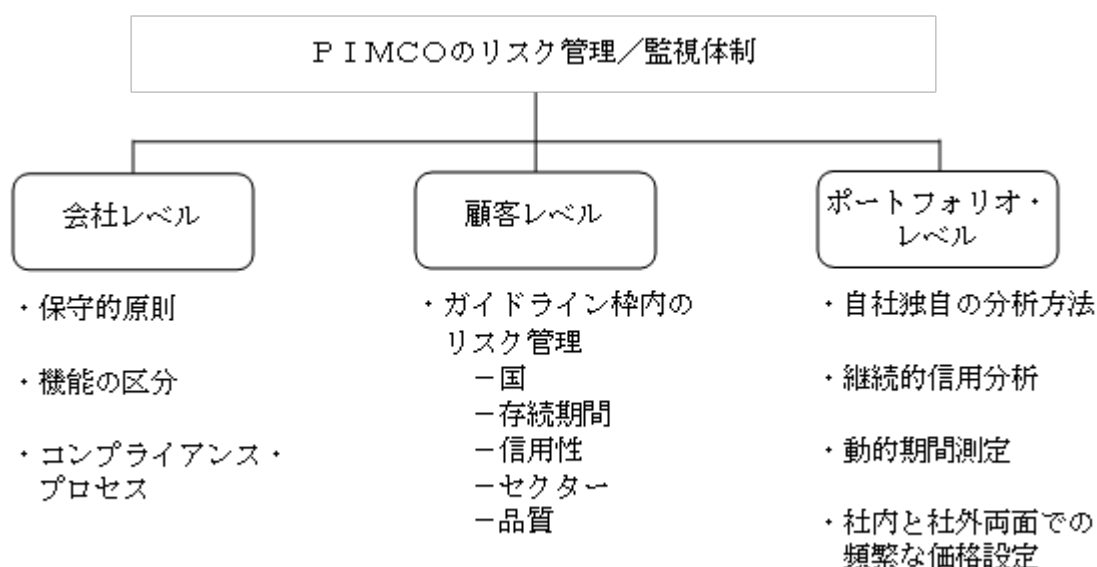 ＰＩＭＣＯのリスク管理／監視体制
会社レベル
・保守的原則
・機能の区分
・コンプライアンス・
プロセス
顧客レベル
・ガイドライン枠内の
リスク管理
－国
－存続期間
－信用性
－セクター
－品質
ポートフォリオ・
レベル
・自社独自の分析方法
・継続的信用分析
・動的期間測定
・社内と社外両面での
頻繁な価格設定